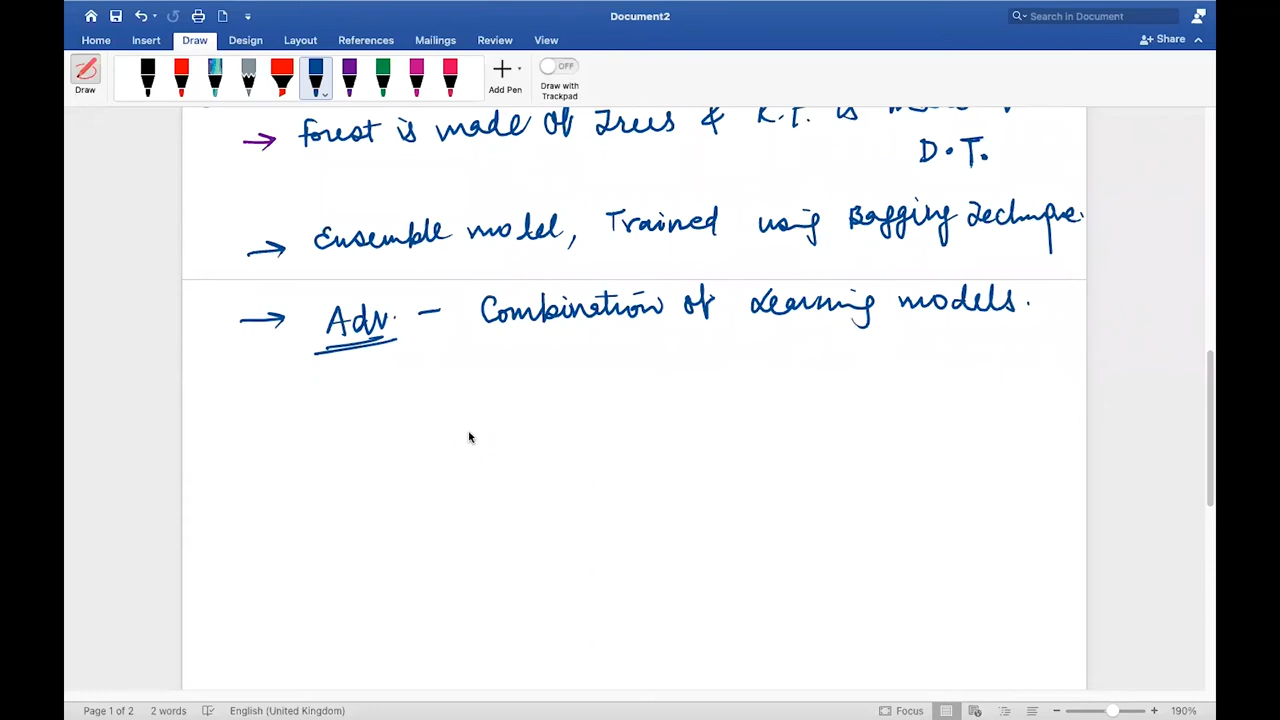 Document2
Search in Document
Home Insert Draw Design Layout References Mailings Review View
Share
Draw
Add Pen
OFF
Draw with
Trackpad
forest is made of Trees & R.F. is
D.T.
Ensemble model, Trained using Bagging Technique.
Adv. - Combination of Learning models.
Page 1 of 2 2 words English (United Kingdom) Focus 190%